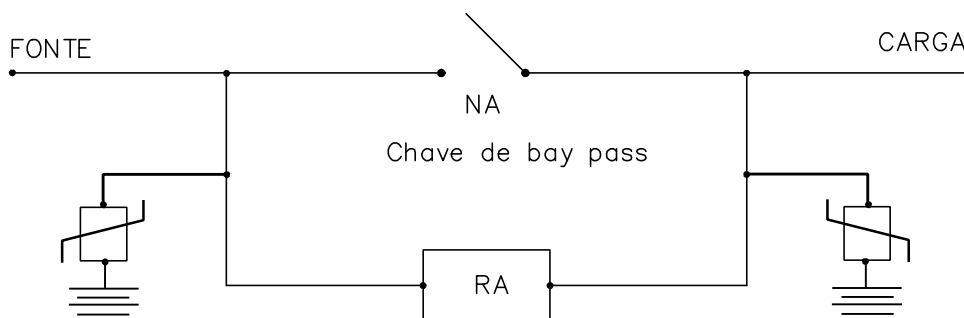 FONTE
CARGA
NA
Chave de bay pass
RA